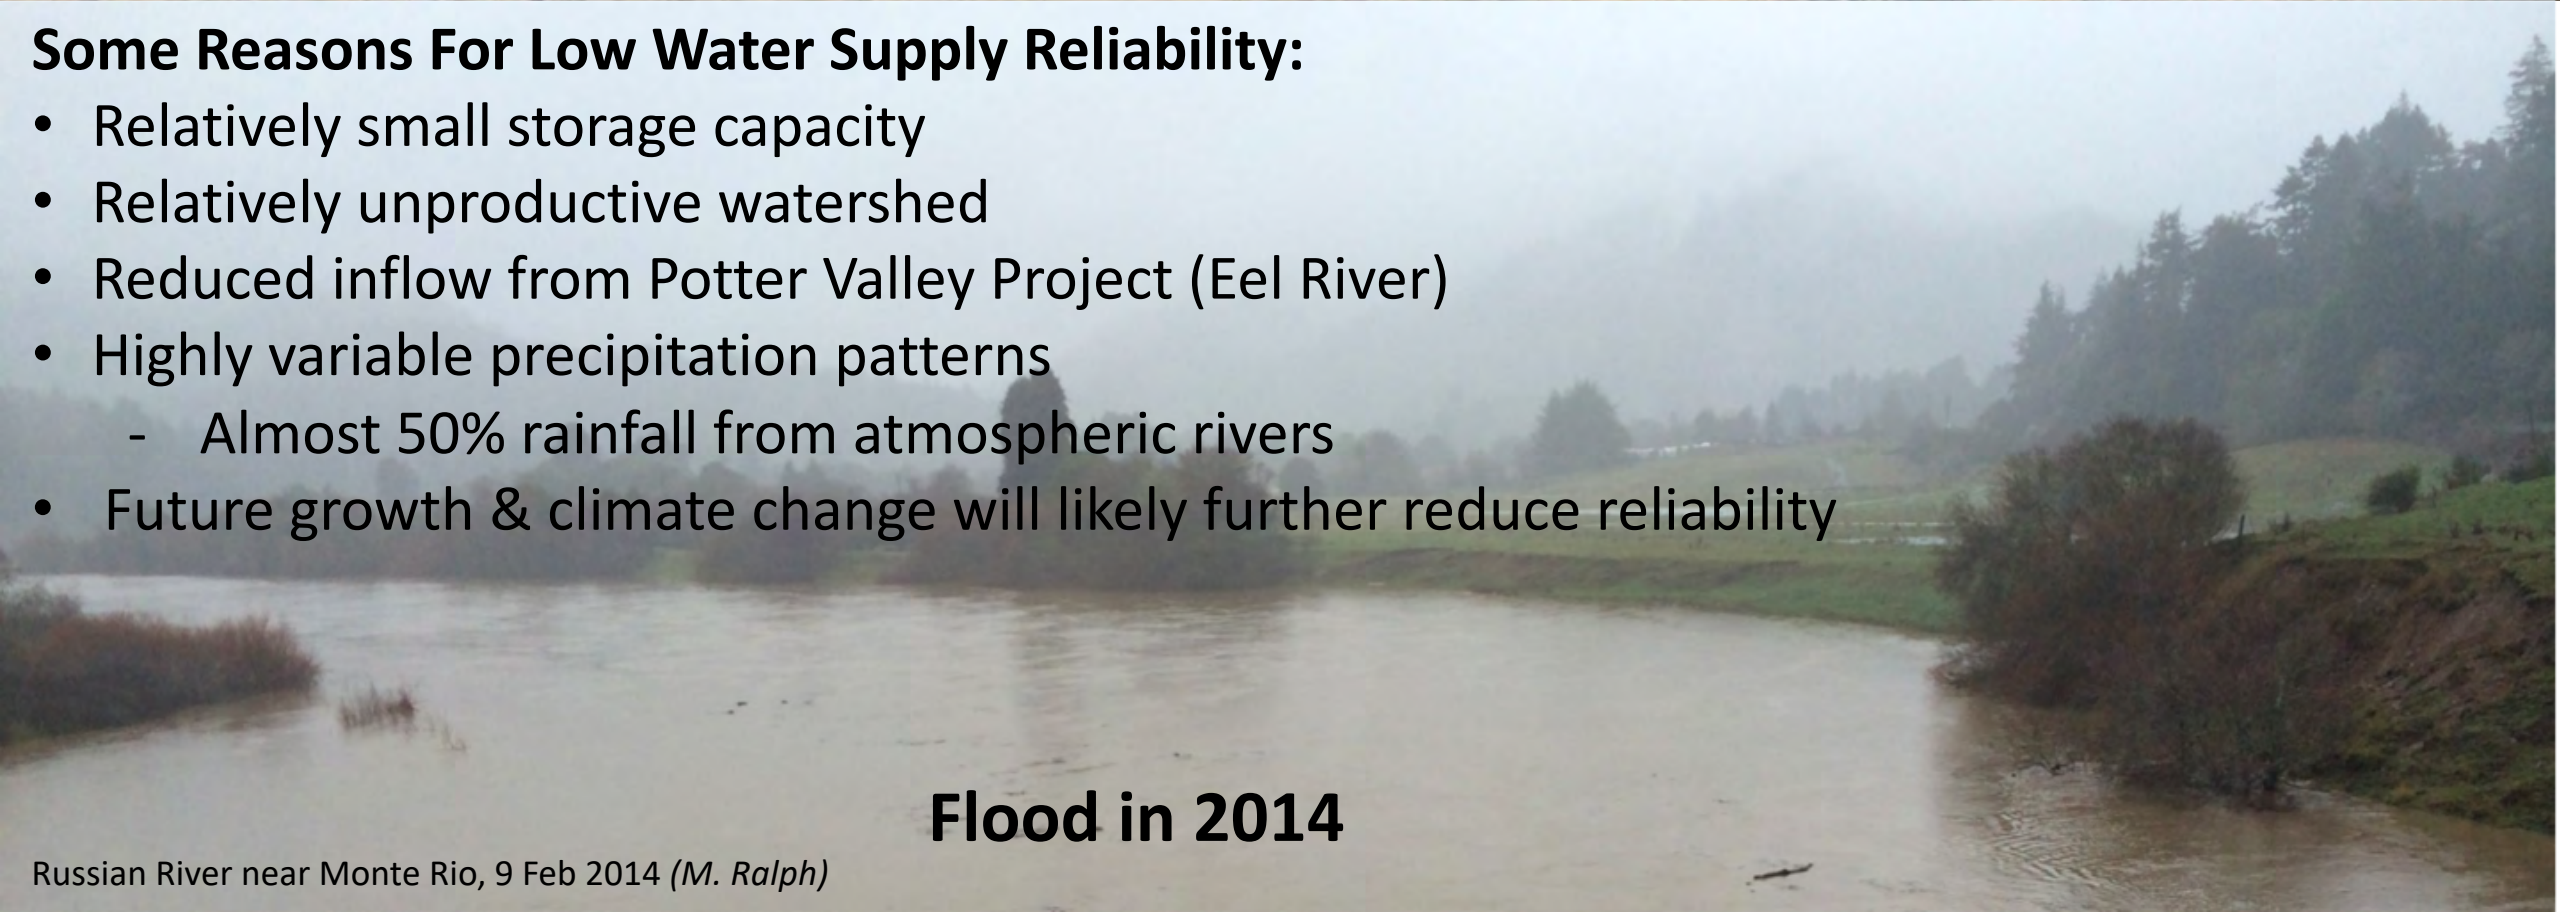 Some Reasons For Low Water Supply Reliability:
• Relatively small storage capacity
• Relatively unproductive watershed
• Reduced inflow from Potter Valley Project (Eel River)
• Highly variable precipitation patterns
- Almost 50% rainfall from atmospheric rivers
• Future growth & climate change will likely further reduce reliability
Flood in 2014
Russian River near Monte Rio, 9 Feb 2014 (M. Ralph)